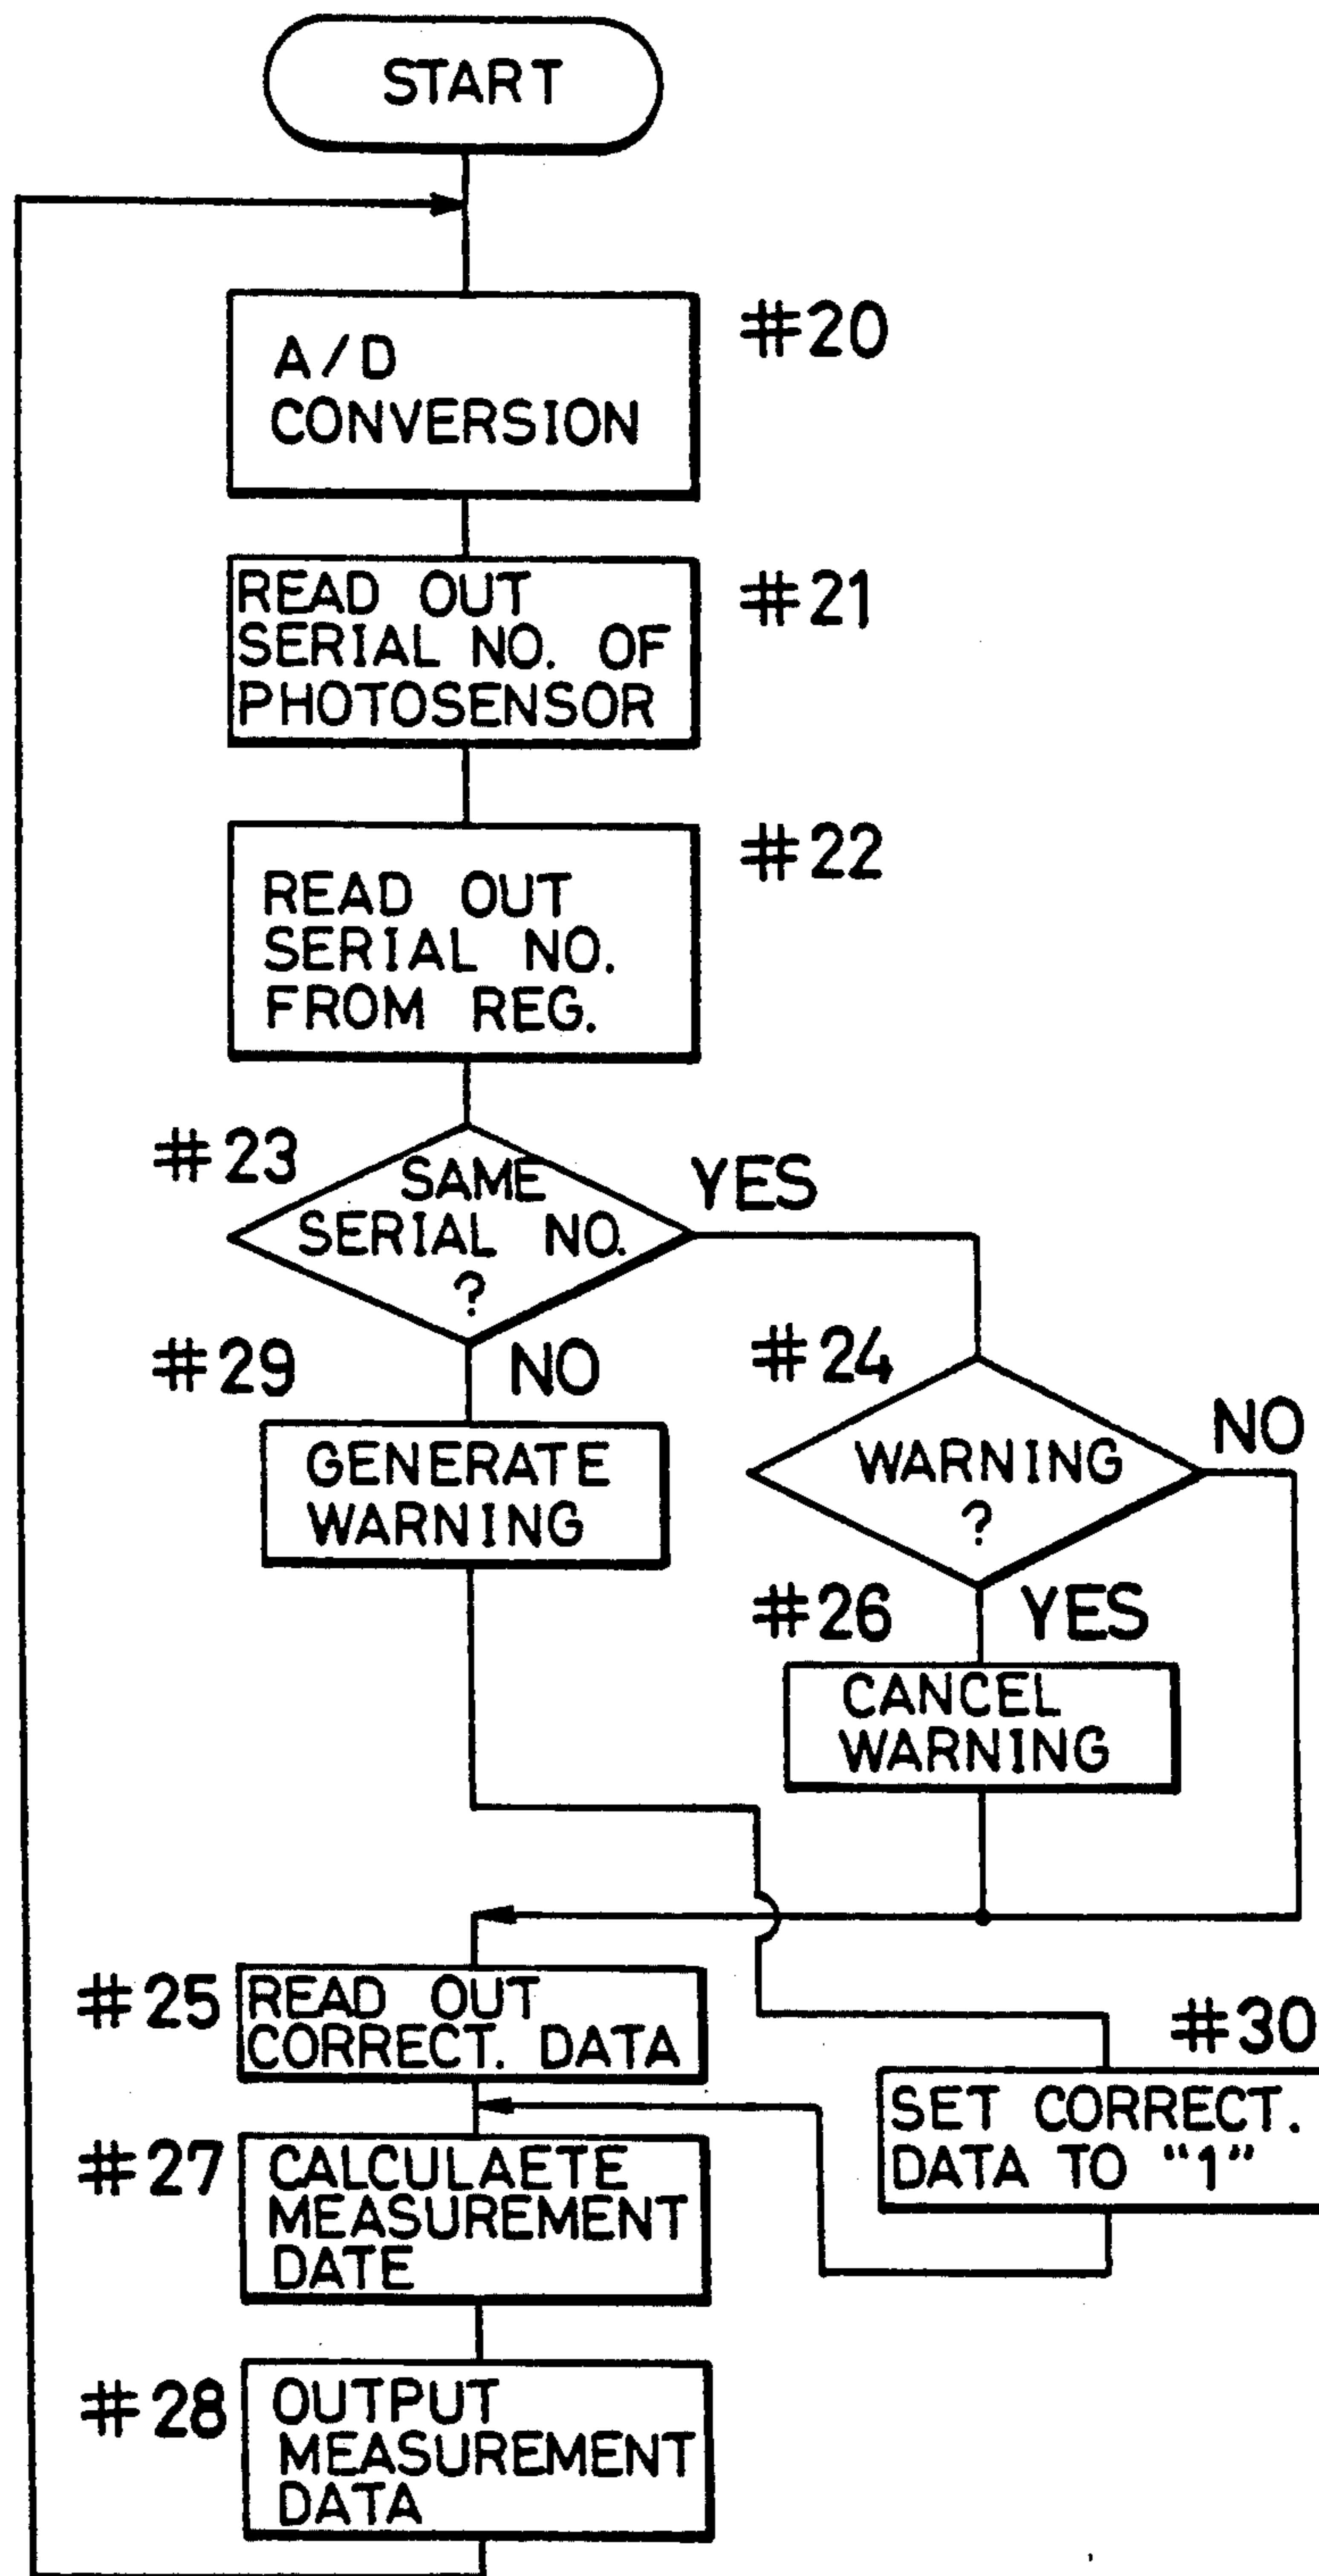 START
#20
A/D
CONVERSION
#21
READ OUT
SERIAL NO. OF
PHOTOSENSOR
#22
READ OUT
SERIAL NO.
FROM REG.
#23
SAME
SERIAL NO.
?
YES
NO
#29
GENERATE
WARNING
#24
WARNING
?
NO
YES
#26
CANCEL
WARNING
#25
READ OUT
CORRECT. DATA
#30
SET CORRECT.
DATA TO "1"
#27
CALCULAETE
MEASUREMENT
DATE
#28
OUTPUT
MEASUREMENT
DATA